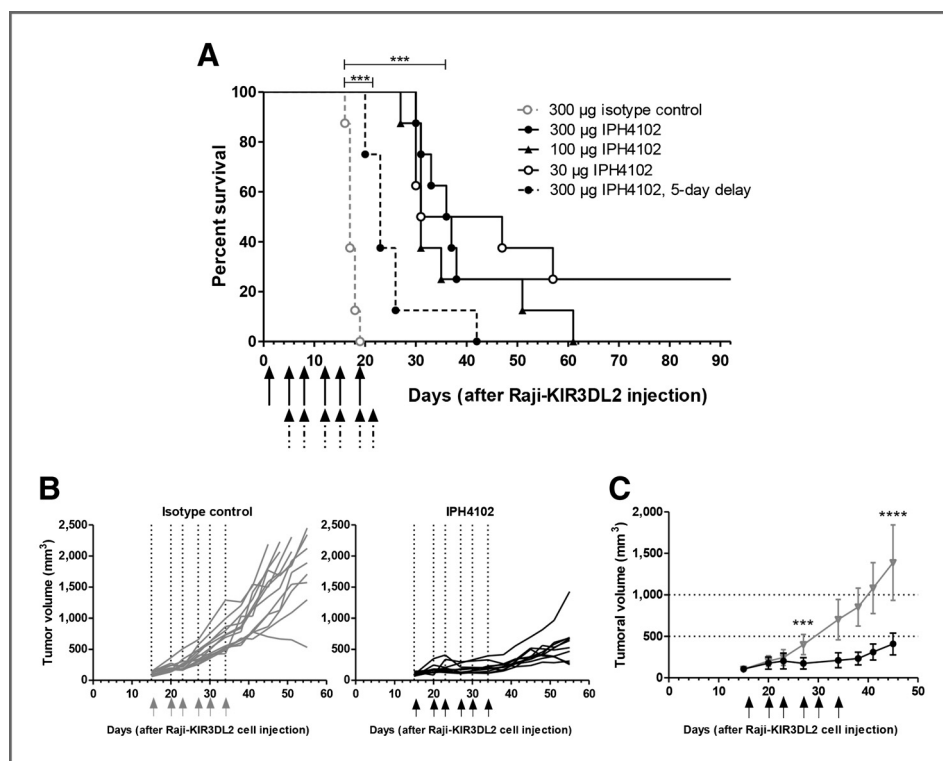 A
***
***
100
80
60
40
20
0
Percent survival
300 µg isotype control
300 µg IPH4102
100 µg IPH4102
30 µg IPH4102
300 µg IPH4102, 5-day delay
0 10 20 30 40 50 60 70 80 90
Days (after Raji-KIR3DL2 injection)
B
Isotype control
2,500
2,000
1,500
1,000
500
0
Tumor volume (mm³)
0 10 20 30 40 50 60
Days (after Raji-KIR3DL2 cell injection)
IPH4102
2,500
2,000
1,500
1,000
500
0
0 10 20 30 40 50 60
Days (after Raji-KIR3DL2 cell injection)
C
2,000
1,500
1,000
500
0
Tumoral volume (mm³)
***
****
0 10 20 30 40 50
Days (after Raji-KIR3DL2 cell injection)